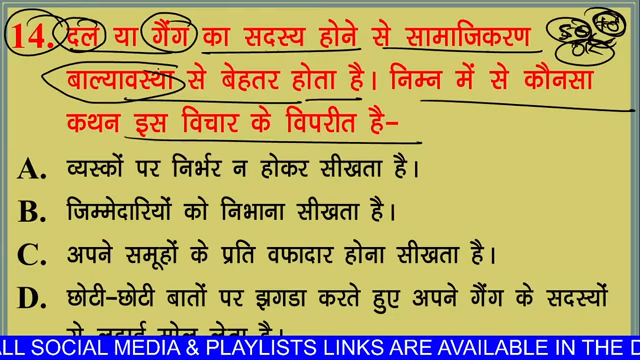 14. दल या गैंग का सदस्य होने से सामाजिकरण
बाल्यावस्था से बेहतर होता है। निम्न में से कौनसा
कथन इस विचार के विपरीत है-
A. व्यस्कों पर निर्भर न होकर सीखता है।
B. जिम्मेदारियों को निभाना सीखता है।
C. अपने समूहों के प्रति वफादार होना सीखता है।
D. छोटी-छोटी बातों पर झगडा करते हुए अपने गैंग के सदस्यों
से लडाई मोल लेता है।
ALL SOCIAL MEDIA & PLAYLISTS LINKS ARE AVAILABLE IN THE D